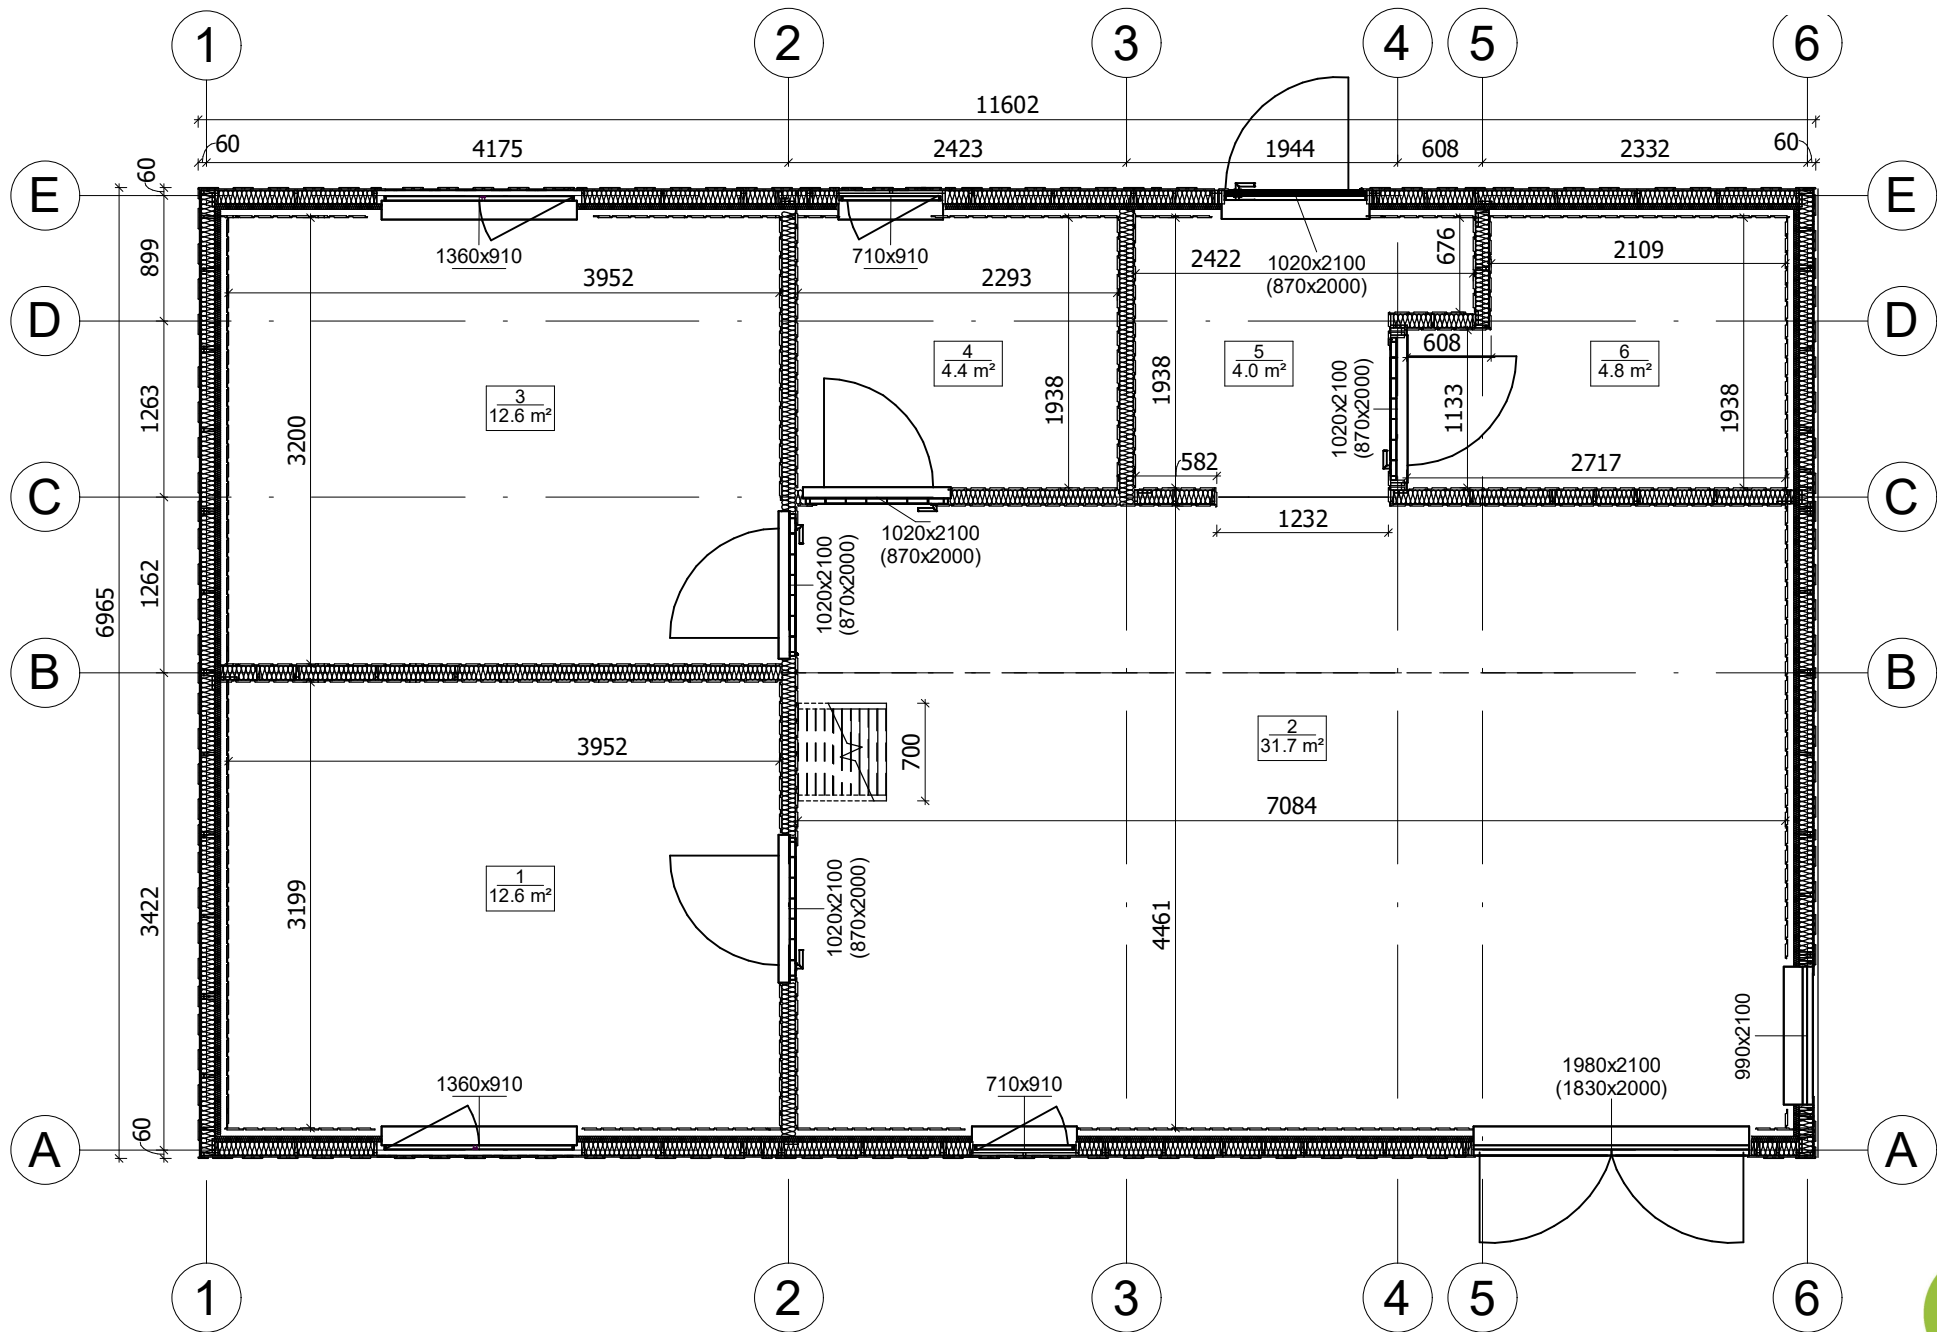 1
2
3
4
5
6
11602
60
4175
2423
1944
608
2332
60
E
E
60
6965
899
1263
1262
3422
60
1360x910
710x910
1020x2100
(870x2000)
676
2109
2422
3952
2293
D
D
608
4
4.4 m²
5
4.0 m²
6
4.8 m²
3
12.6 m²
3200
1938
1938
1020x2100
(870x2000)
1133
1938
582
2717
C
C
1232
1020x2100
(870x2000)
1020x2100
(870x2000)
B
B
2
31.7 m²
3952
700
7084
1
12.6 m²
3199
1020x2100
(870x2000)
4461
990x2100
1360x910
710x910
1980x2100
(1830x2000)
A
A
1
2
3
4
5
6